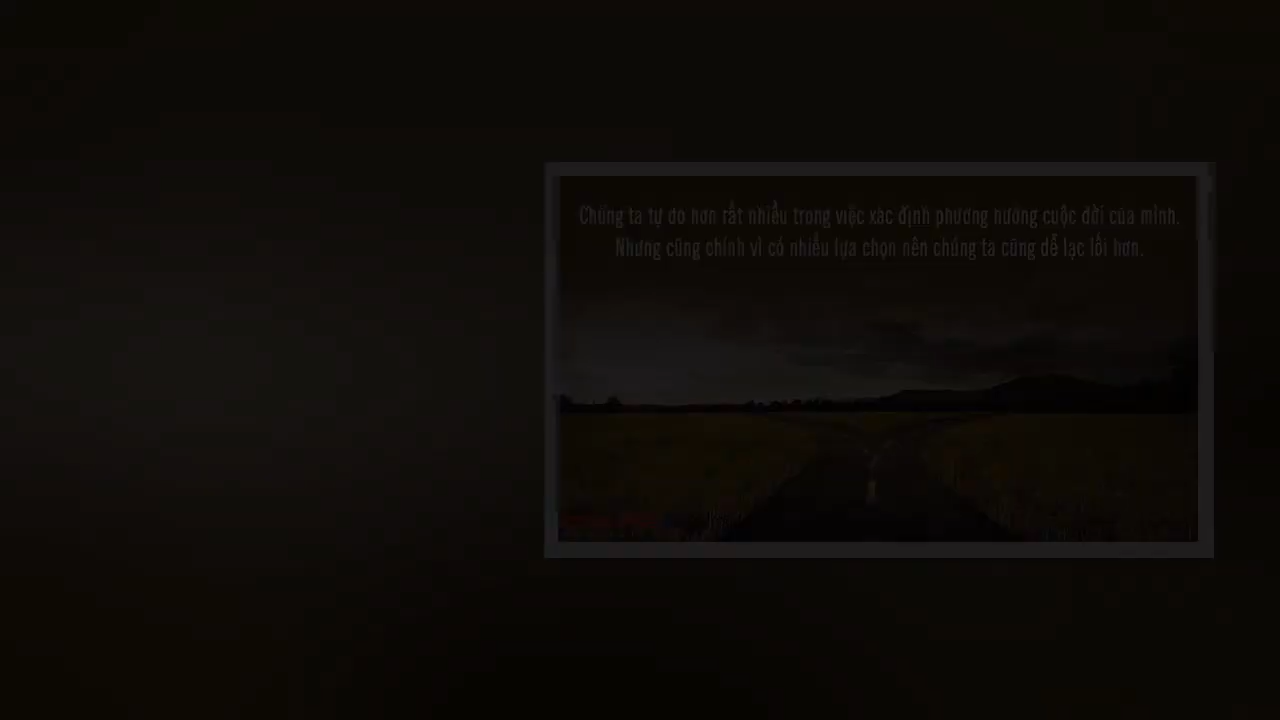 Chúng ta tự do hơn rất nhiều trong việc xác định phương hướng cuộc đời của mình.
Nhưng cũng chính vì có nhiều lựa chọn nên chúng ta cũng dễ lạc lối hơn.